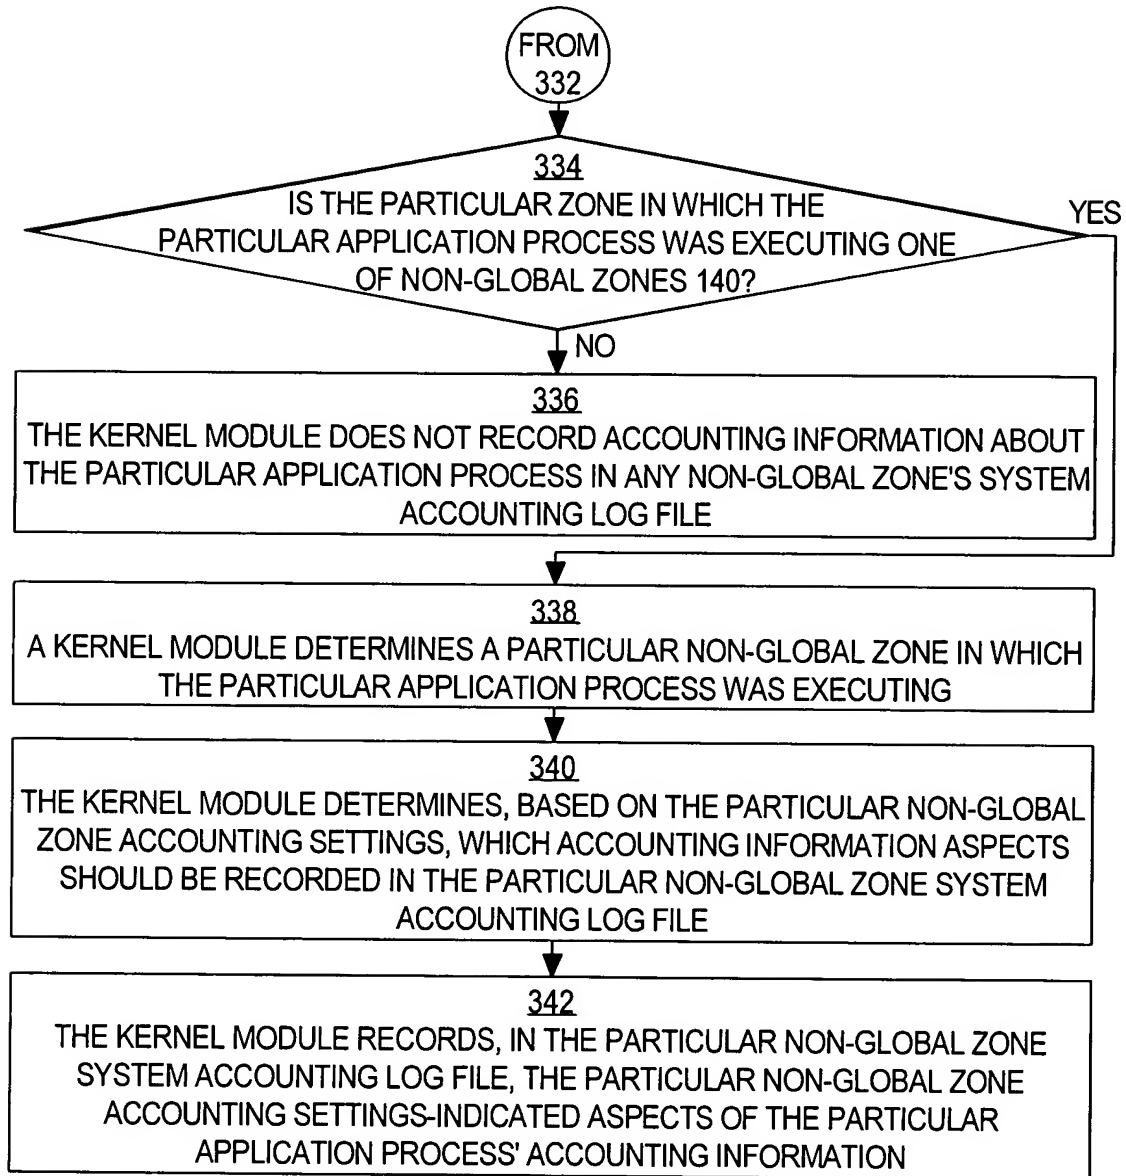 FROM
332
334
IS THE PARTICULAR ZONE IN WHICH THE
PARTICULAR APPLICATION PROCESS WAS EXECUTING ONE
OF NON-GLOBAL ZONES 140?
YES
NO
336
THE KERNEL MODULE DOES NOT RECORD ACCOUNTING INFORMATION ABOUT
THE PARTICULAR APPLICATION PROCESS IN ANY NON-GLOBAL ZONE'S SYSTEM
ACCOUNTING LOG FILE
338
A KERNEL MODULE DETERMINES A PARTICULAR NON-GLOBAL ZONE IN WHICH
THE PARTICULAR APPLICATION PROCESS WAS EXECUTING
340
THE KERNEL MODULE DETERMINES, BASED ON THE PARTICULAR NON-GLOBAL
ZONE ACCOUNTING SETTINGS, WHICH ACCOUNTING INFORMATION ASPECTS
SHOULD BE RECORDED IN THE PARTICULAR NON-GLOBAL ZONE SYSTEM
ACCOUNTING LOG FILE
342
THE KERNEL MODULE RECORDS, IN THE PARTICULAR NON-GLOBAL ZONE
SYSTEM ACCOUNTING LOG FILE, THE PARTICULAR NON-GLOBAL ZONE
ACCOUNTING SETTINGS-INDICATED ASPECTS OF THE PARTICULAR
APPLICATION PROCESS' ACCOUNTING INFORMATION